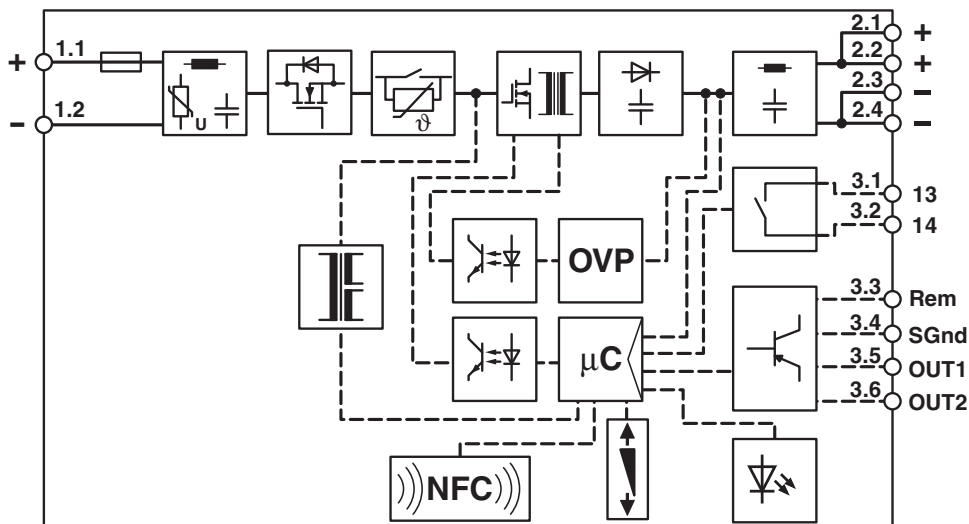 + 1.1
- 1.2
U
ϑ
2.1 +
2.2 +
2.3 -
2.4 -
3.1 13
3.2 14
OVP
μC
3.3 Rem
3.4 SGnd
3.5 OUT1
3.6 OUT2
NFC